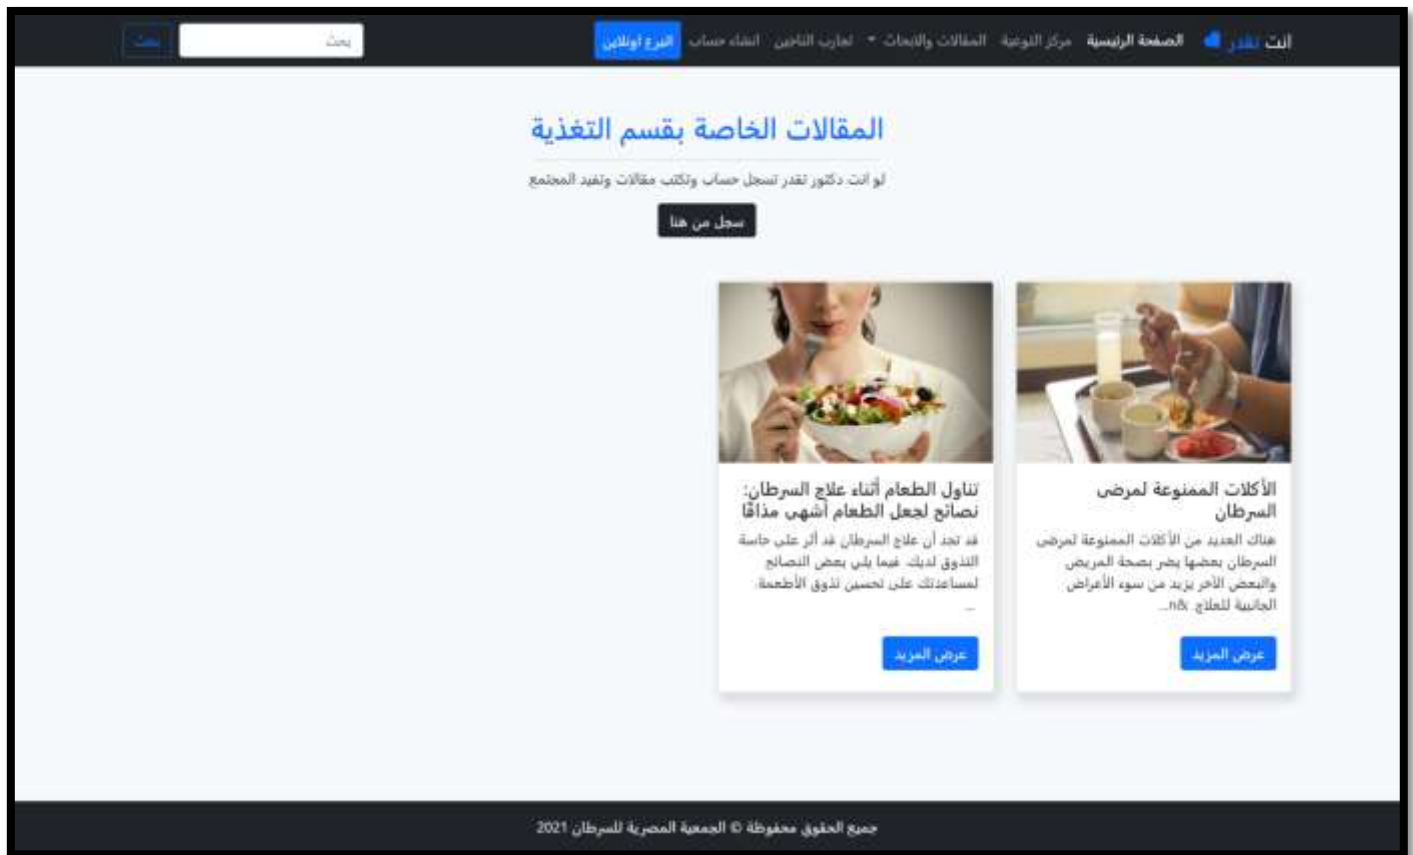 انت تقدر
الصفحة الرئيسية
مركز التوعية
المقالات والابحاث
تجارب الناجين
انشاء حساب
التبرع اونلاين
بحث
بحث
المقالات الخاصة بقسم التغذية
لو انت دكتور تقدر تسجل حساب وتكتب مقالات وتفيد المجتمع
سجل من هنا
الأكلات الممنوعة لمرضى
السرطان
هناك العديد من الأكلات الممنوعة لمرضى
السرطان بعضها يضر بصحة المريض
والبعض الآخر يزيد من سوء الأعراض
الجانبية للعلاج. &n...
عرض المزيد
تناول الطعام أثناء علاج السرطان:
نصائح لجعل الطعام أشهى مذاقًا
قد تجد أن علاج السرطان قد أثر على حاسة
التذوق لديك. فيما يلي بعض النصائح
لمساعدتك على تحسين تذوق الأطعمة.
...
عرض المزيد
جميع الحقوق محفوظة © الجمعية المصرية للسرطان 2021